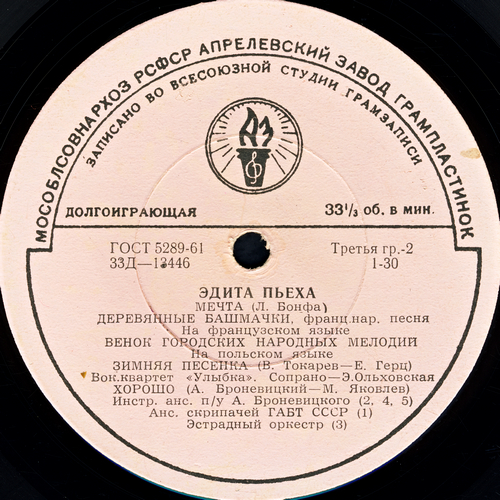 МОСОБЛСОВНАРХОЗ РСФСР АПРЕЛЕВСКИЙ ЗАВОД ГРАМПЛАСТИНОК
ЗАПИСАНО ВО ВСЕСОЮЗНОЙ СТУДИИ ГРАМЗАПИСИ
АЗ
ДОЛГОИГРАЮЩАЯ 33⅓ об. в мин.
ГОСТ 5289-61 Третья гр.-2
33Д—13446 1-30
ЭДИТА ПЬЕХА
МЕЧТА (Л. Бонфа)
ДЕРЕВЯННЫЕ БАШМАЧКИ, франц.нар. песня
На французском языке
ВЕНОК ГОРОДСКИХ НАРОДНЫХ МЕЛОДИЙ
На польском языке
ЗИМНЯЯ ПЕСЕНКА (В. Токарев—Е. Герц)
Вок.квартет «Улыбка». Сопрано—Э.Ольховская
ХОРОШО (А. Броневицкий—М. Яковлев)
Инстр. анс. п/у А. Броневицкого (2, 4, 5)
Анс. скрипачей ГАБТ СССР (1)
Эстрадный оркестр (3)